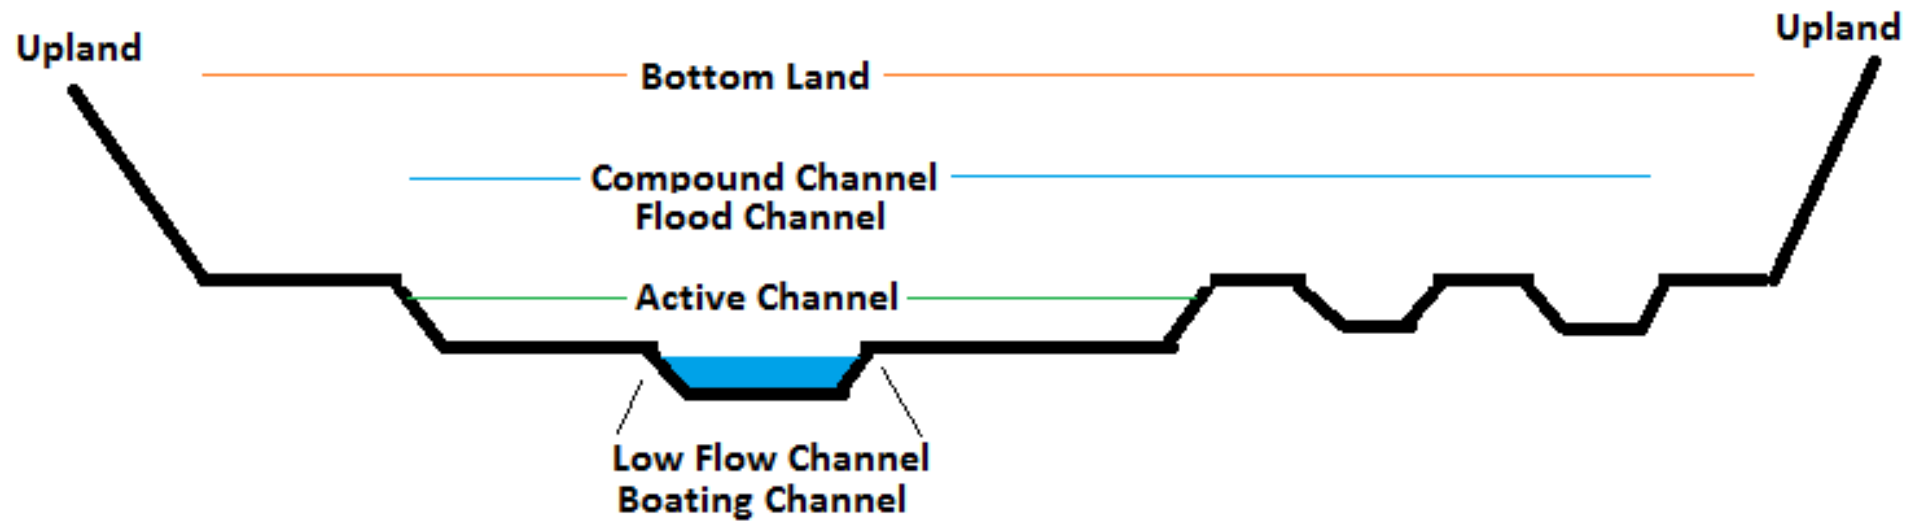 Upland
Upland
Bottom Land
Compound Channel
Flood Channel
Active Channel
Low Flow Channel
Boating Channel